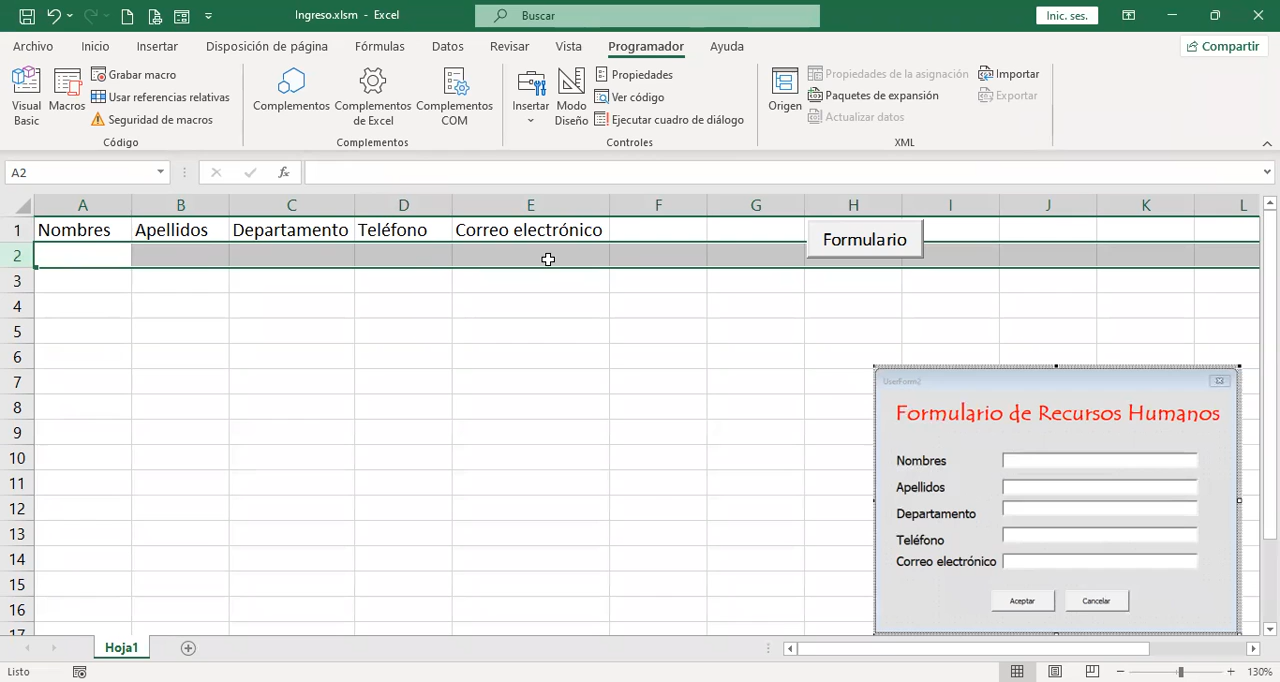 Ingreso.xlsm - Excel
Buscar
Inic. ses.
Archivo Inicio Insertar Disposición de página Fórmulas Datos Revisar Vista Programador Ayuda
Compartir
Visual Basic
Macros
Grabar macro
Usar referencias relativas
Seguridad de macros
Código
Complementos de Excel
Complementos COM
Complementos
Insertar
Modo Diseño
Propiedades
Ver código
Ejecutar cuadro de diálogo
Controles
Origen
Propiedades de la asignación
Paquetes de expansión
Actualizar datos
Importar
Exportar
XML
A2
fx
A B C D E F G H I J K L
1 Nombres Apellidos Departamento Teléfono Correo electrónico
Formulario
2
3
4
5
6
7
8
9
10
11
12
13
14
15
16
17
UserForm2
Formulario de Recursos Humanos
Nombres
Apellidos
Departamento
Teléfono
Correo electrónico
Aceptar Cancelar
Hoja1
Listo
130%